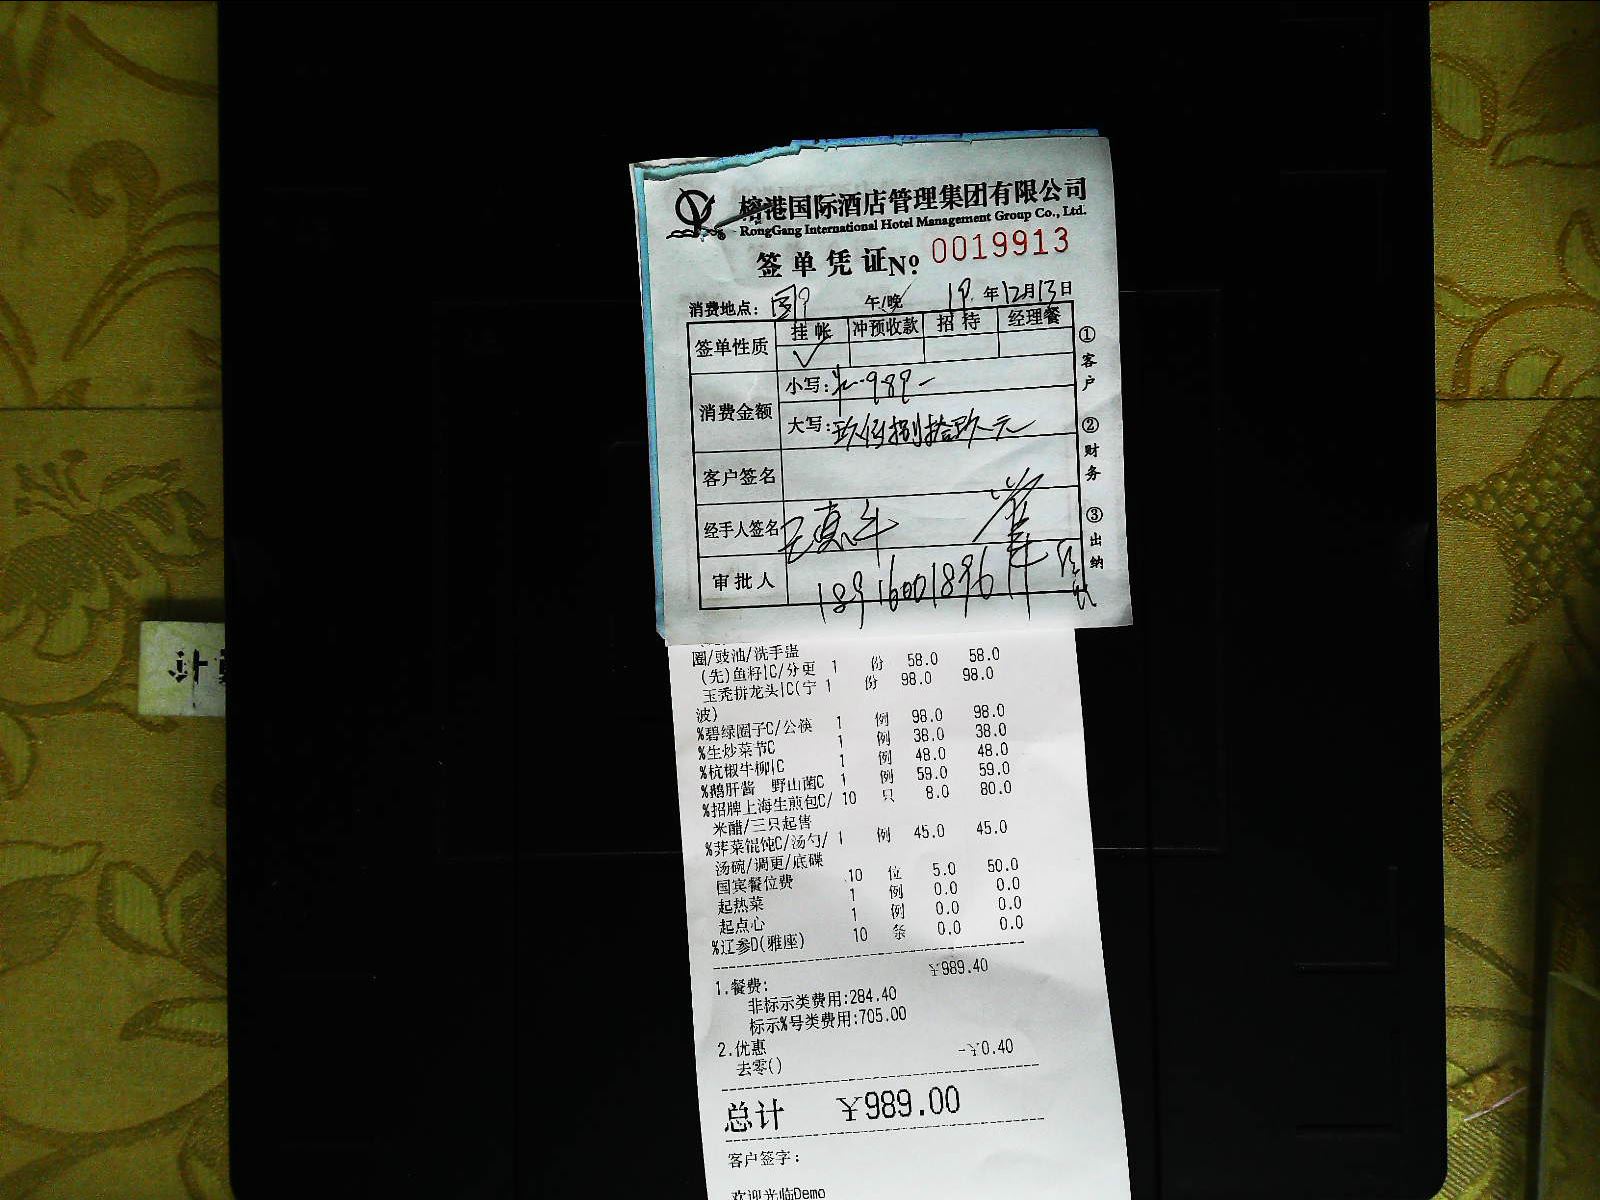 榕港国际酒店管理集团有限公司
RongGang International Hotel Management Group Co., Ltd.
签单凭证 No. 0019913
消费地点: 午/晚 19 年 12月 13日
签单性质 挂帐 冲预收款 招待 经理餐
✓
消费金额 小写: 989-
大写: 玖佰捌拾玖元
客户签名
经手人签名
审批人 18916001896
①客户
②财务
③出纳
圈/豉油/洗手盅
(先)鱼籽|C/分更 1 份 58.0 58.0
玉秃拼龙头|C(宁 1 份 98.0 98.0
波)
%碧绿圈子C/公筷 1 例 98.0 98.0
%生炒菜节C 1 例 38.0 38.0
%杭椒牛柳|C 1 例 48.0 48.0
%鹅肝酱 野山菌C 1 例 59.0 59.0
%招牌上海生煎包C/ 10 只 8.0 80.0
米醋/三只起售
%荠菜馄饨C/汤勺/ 1 例 45.0 45.0
汤碗/调更/底碟
国宾餐位费 10 位 5.0 50.0
起热菜 1 例 0.0 0.0
起点心 1 例 0.0 0.0
%辽参D(雅座) 10 条 0.0 0.0
1.餐费: ¥989.40
非标示类费用:284.40
标示%号类费用:705.00
2.优惠 -¥0.40
去零()
总计 ¥989.00
客户签字:
欢迎光临Demo